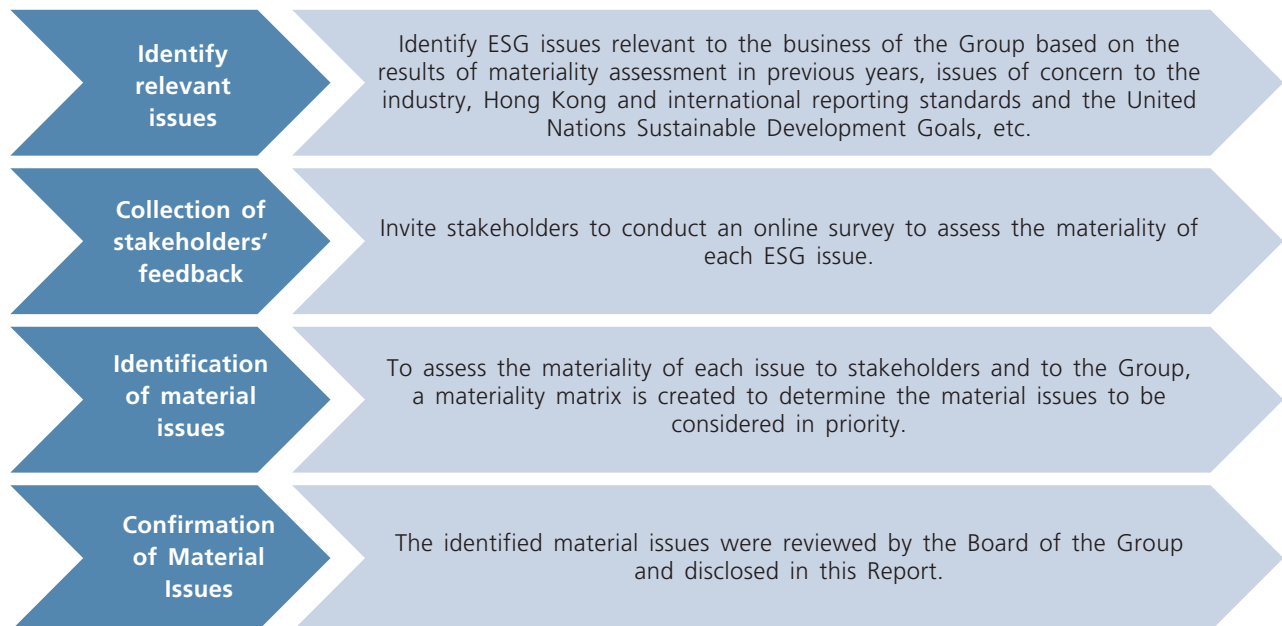 Identify
relevant
issues
Identify ESG issues relevant to the business of the Group based on the
results of materiality assessment in previous years, issues of concern to the
industry, Hong Kong and international reporting standards and the United
Nations Sustainable Development Goals, etc.
Collection of
stakeholders’
feedback
Invite stakeholders to conduct an online survey to assess the materiality of
each ESG issue.
Identification
of material
issues
To assess the materiality of each issue to stakeholders and to the Group,
a materiality matrix is created to determine the material issues to be
considered in priority.
Confirmation
of Material
Issues
The identified material issues were reviewed by the Board of the Group
and disclosed in this Report.